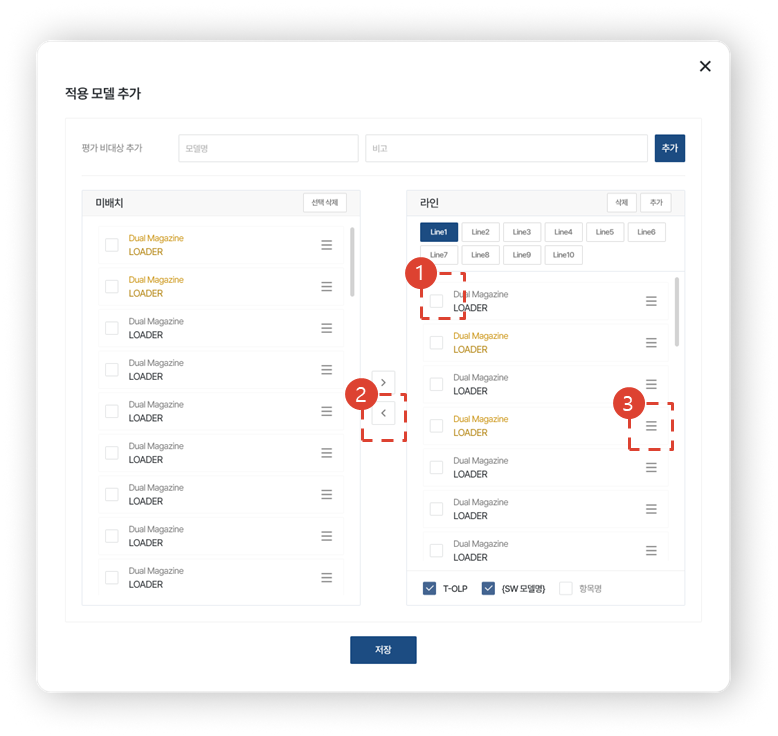 적용 모델 추가
평가 비대상 추가 모델명 비고 추가
미배치 선택 삭제
Dual Magazine
LOADER
Dual Magazine
LOADER
Dual Magazine
LOADER
Dual Magazine
LOADER
Dual Magazine
LOADER
Dual Magazine
LOADER
Dual Magazine
LOADER
Dual Magazine
LOADER
Dual Magazine
LOADER
2
라인 삭제 추가
Line1 Line2 Line3 Line4 Line5 Line6
Line7 Line8 Line9 Line10
1
Dual Magazine
LOADER
Dual Magazine
LOADER
Dual Magazine
LOADER
3
Dual Magazine
LOADER
Dual Magazine
LOADER
Dual Magazine
LOADER
Dual Magazine
LOADER
T-OLP (SW 모델명) 항목명
저장